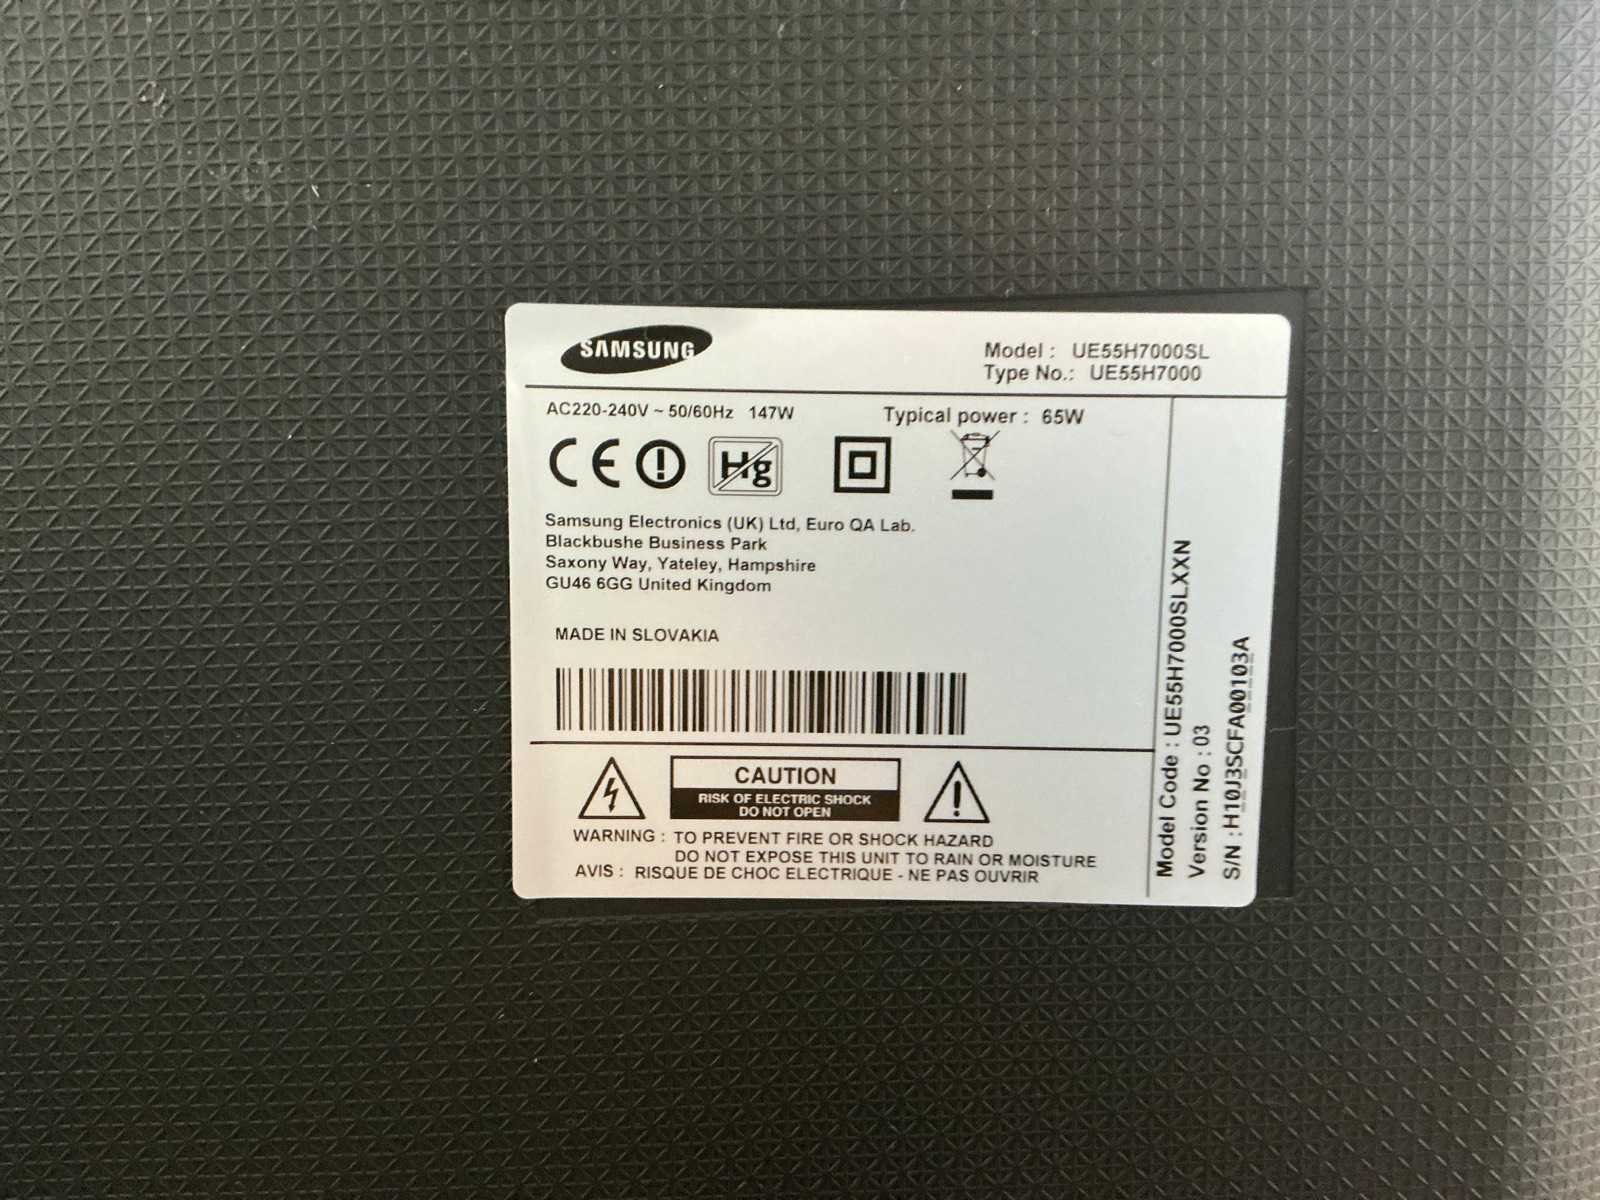 SAMSUNG
Model : UE55H7000SL
Type No.: UE55H7000
AC220-240V ~ 50/60Hz 147W
Typical power : 65W
CE
Hg
Samsung Electronics (UK) Ltd, Euro QA Lab.
Blackbushe Business Park
Saxony Way, Yateley, Hampshire
GU46 6GG United Kingdom
MADE IN SLOVAKIA
CAUTION
RISK OF ELECTRIC SHOCK
DO NOT OPEN
WARNING : TO PREVENT FIRE OR SHOCK HAZARD
DO NOT EXPOSE THIS UNIT TO RAIN OR MOISTURE
AVIS : RISQUE DE CHOC ELECTRIQUE - NE PAS OUVRIR
Model Code : UE55H7000SLXXN
Version No : 03
S/N : H10J3SCFA00103A